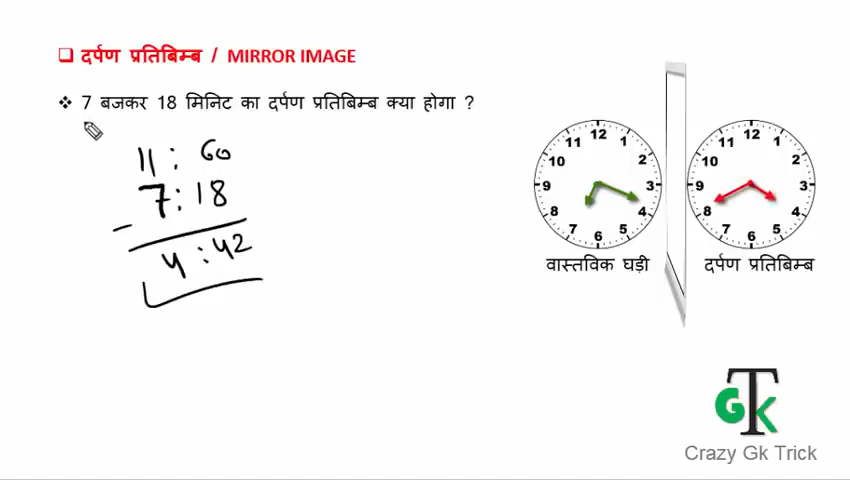 ❑ दर्पण प्रतिबिम्ब / MIRROR IMAGE
❖ 7 बजकर 18 मिनिट का दर्पण प्रतिबिम्ब क्या होगा ?
11 : 60
7 : 18
–
4 : 42
12 1 2 3 4 5 6 7 8 9 10 11
12 1 2 3 4 5 6 7 8 9 10 11
वास्तविक घड़ी
दर्पण प्रतिबिम्ब
GTK
Crazy Gk Trick